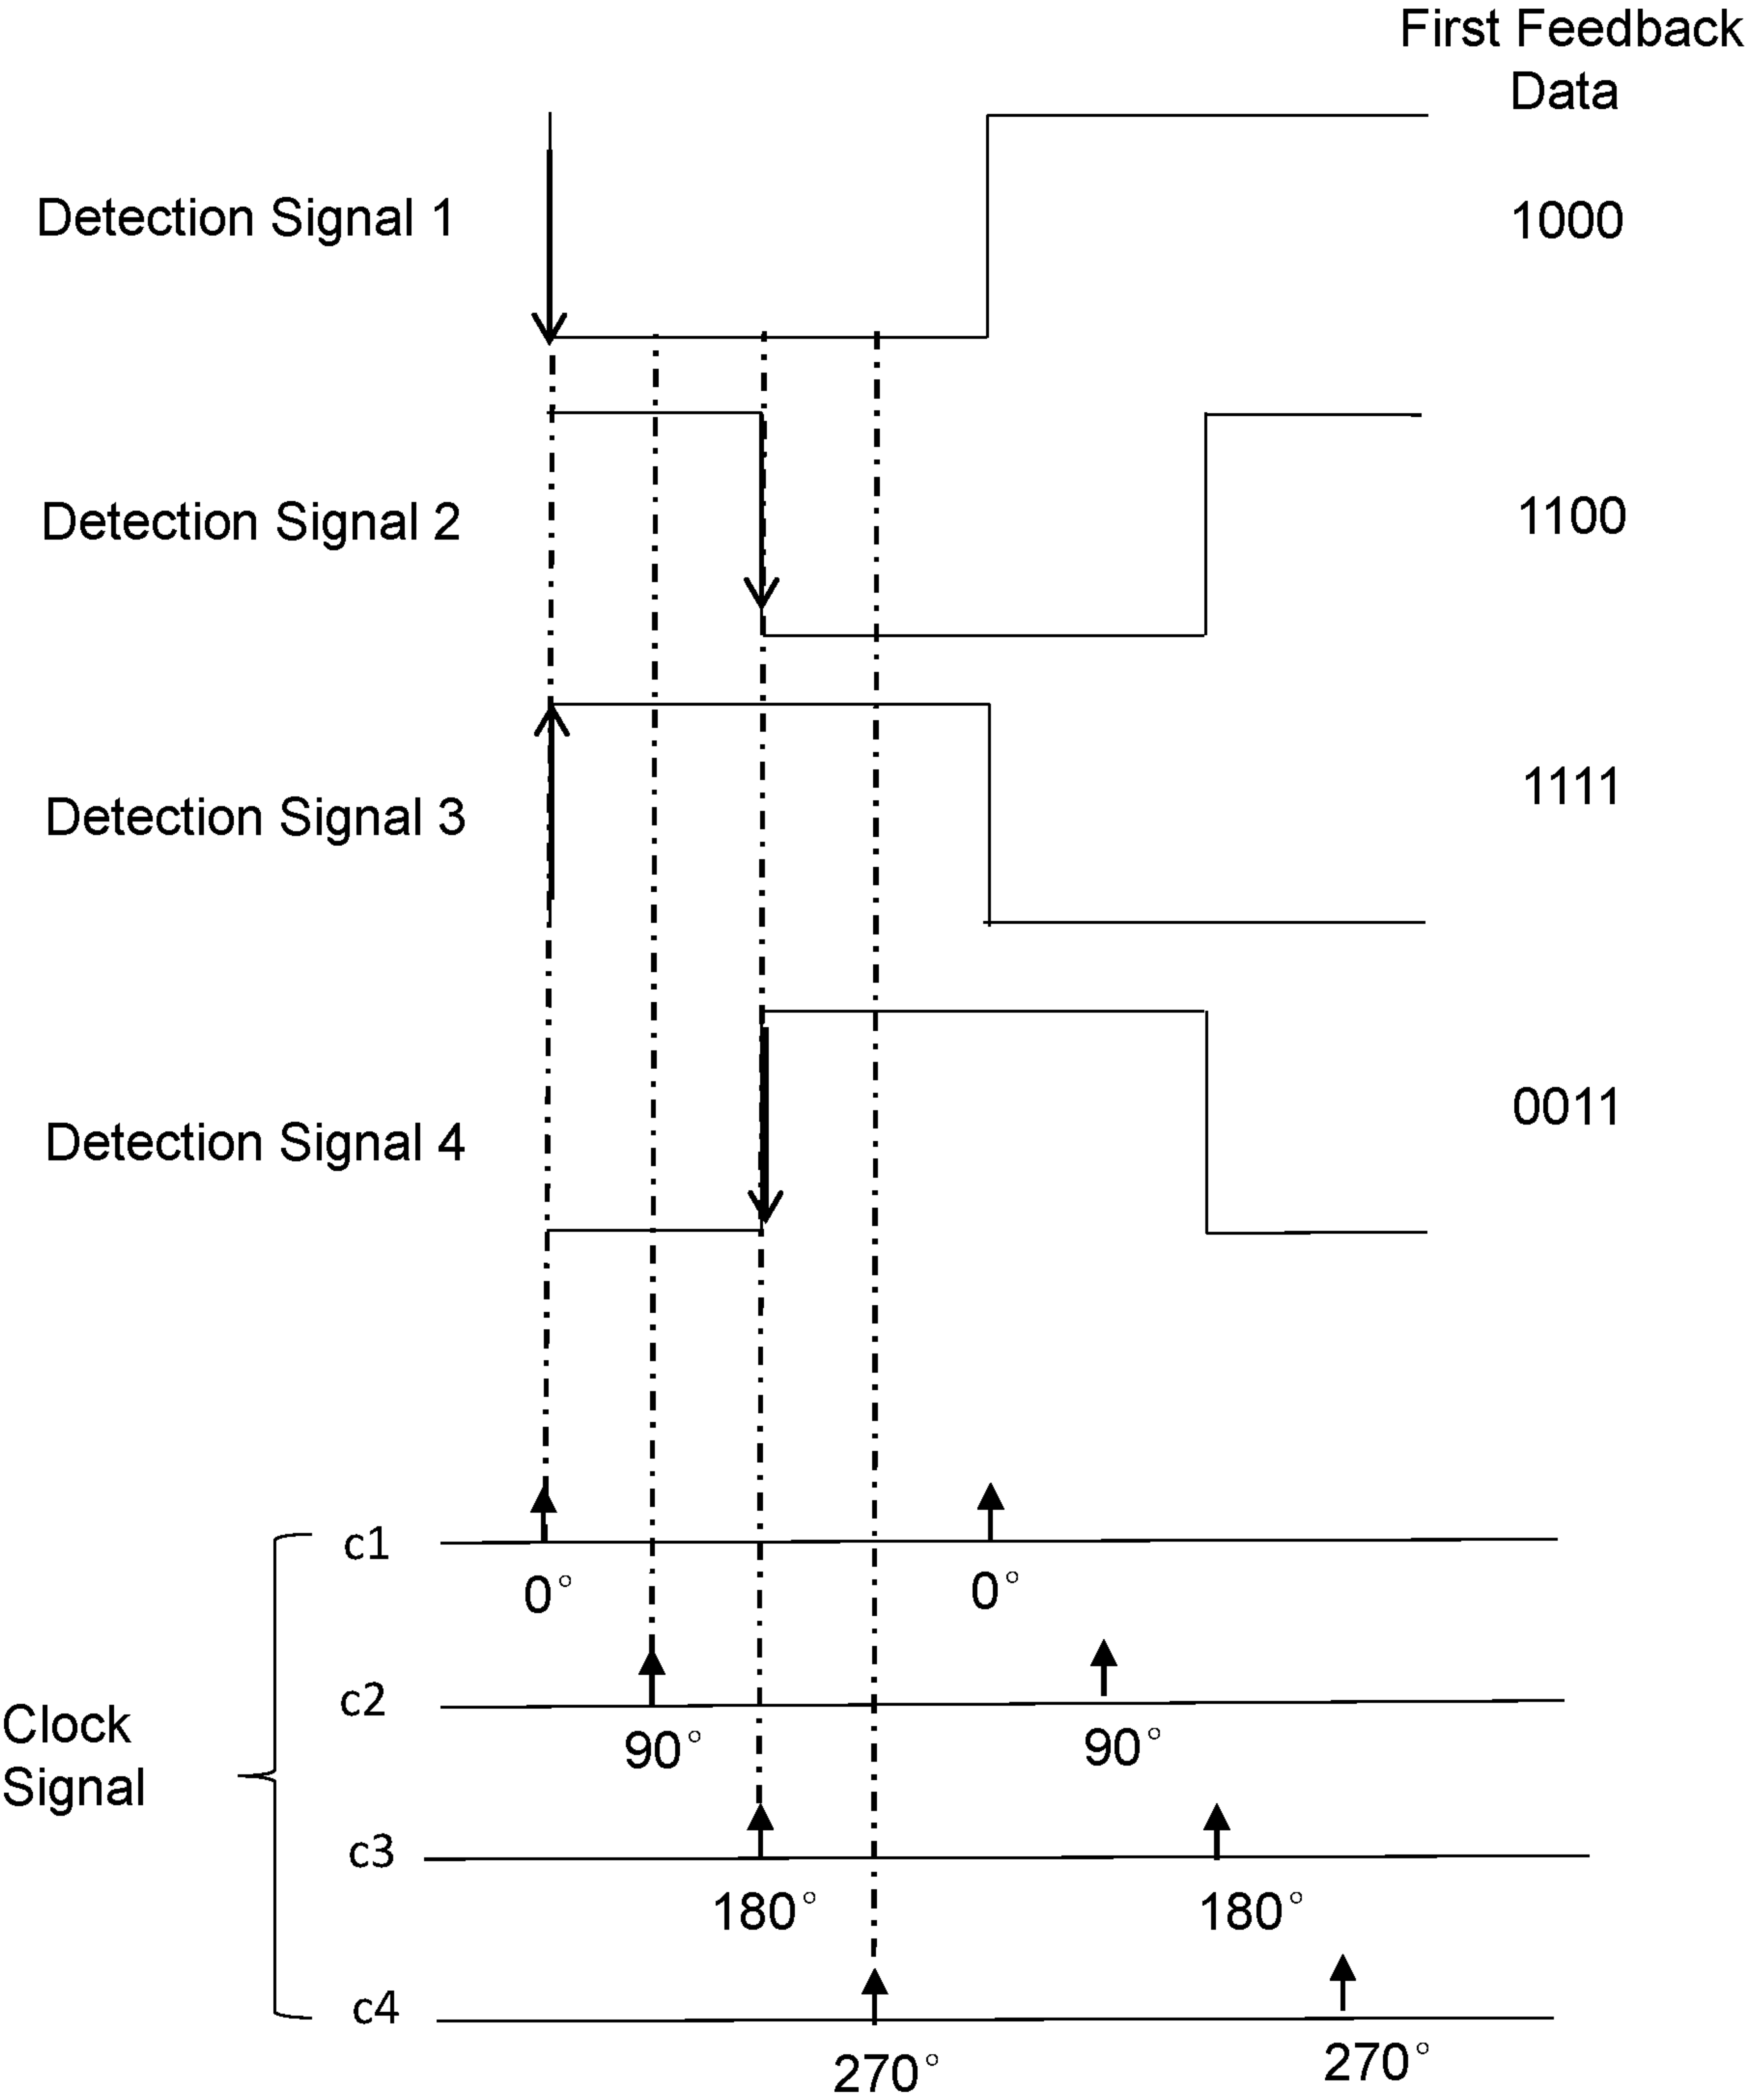 First Feedback
Data
Detection Signal 1
1000
Detection Signal 2
1100
Detection Signal 3
1111
Detection Signal 4
0011
Clock
Signal
c1
0°
0°
c2
90°
90°
c3
180°
180°
c4
270°
270°